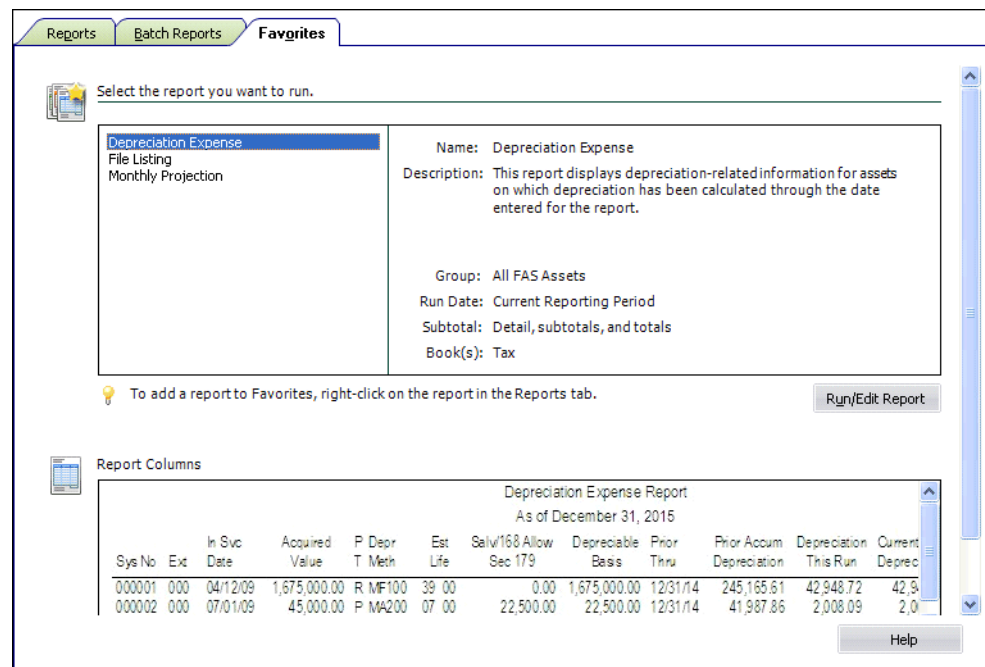 Reports Batch Reports Favorites
Select the report you want to run.
Depreciation Expense
File Listing
Monthly Projection
Name: Depreciation Expense
Description: This report displays depreciation-related information for assets
on which depreciation has been calculated through the date
entered for the report.
Group: All FAS Assets
Run Date: Current Reporting Period
Subtotal: Detail, subtotals, and totals
Book(s): Tax
To add a report to Favorites, right-click on the report in the Reports tab.
Run/Edit Report
Report Columns
Depreciation Expense Report
As of December 31, 2015
In Svc Acquired P Depr Est Salv/168 Allow Depreciable Prior Prior Accum Depreciation Current
Sys No Ext Date Value T Meth Life Sec 179 Basis Thru Depreciation This Run Deprec
000001 000 04/12/09 1,675,000.00 R MF100 39 00 0.00 1,675,000.00 12/31/14 245,165.61 42,948.72 42,9
000002 000 07/01/09 45,000.00 P MA200 07 00 22,500.00 22,500.00 12/31/14 41,987.86 2,008.09 2,0
Help